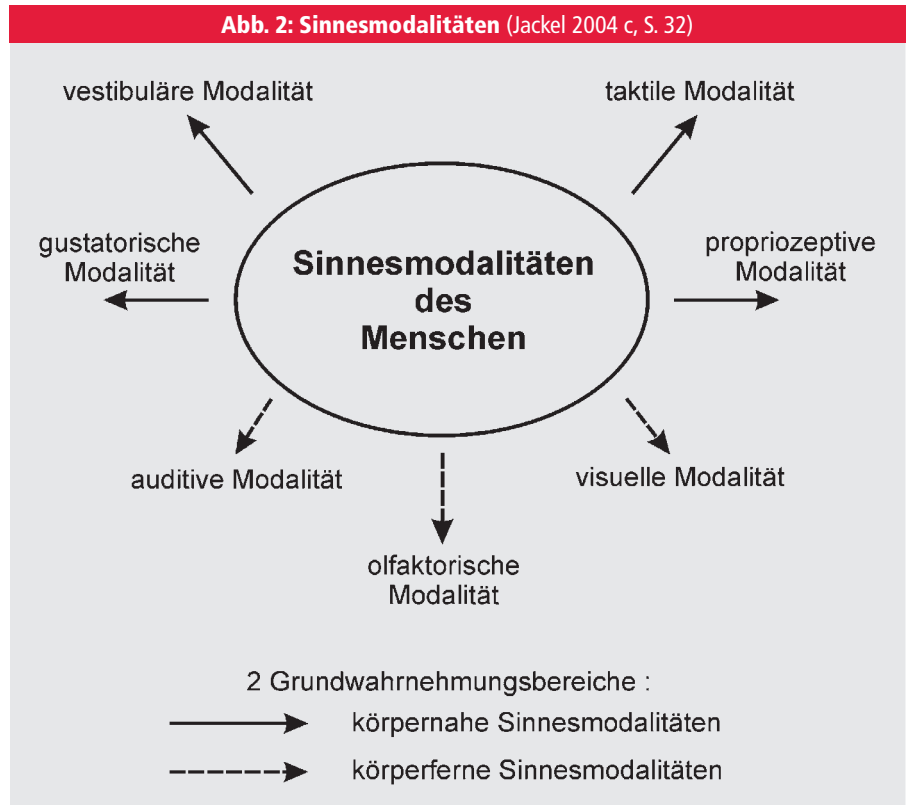 Abb. 2: Sinnesmodalitäten (Jackel 2004 c, S. 32)
vestibuläre Modalität
taktile Modalität
gustatorische
Modalität
Sinnesmodalitäten
des
Menschen
propriozeptive
Modalität
auditive Modalität
visuelle Modalität
olfaktorische
Modalität
2 Grundwahrnehmungsbereiche :
körpernahe Sinnesmodalitäten
körperferne Sinnesmodalitäten